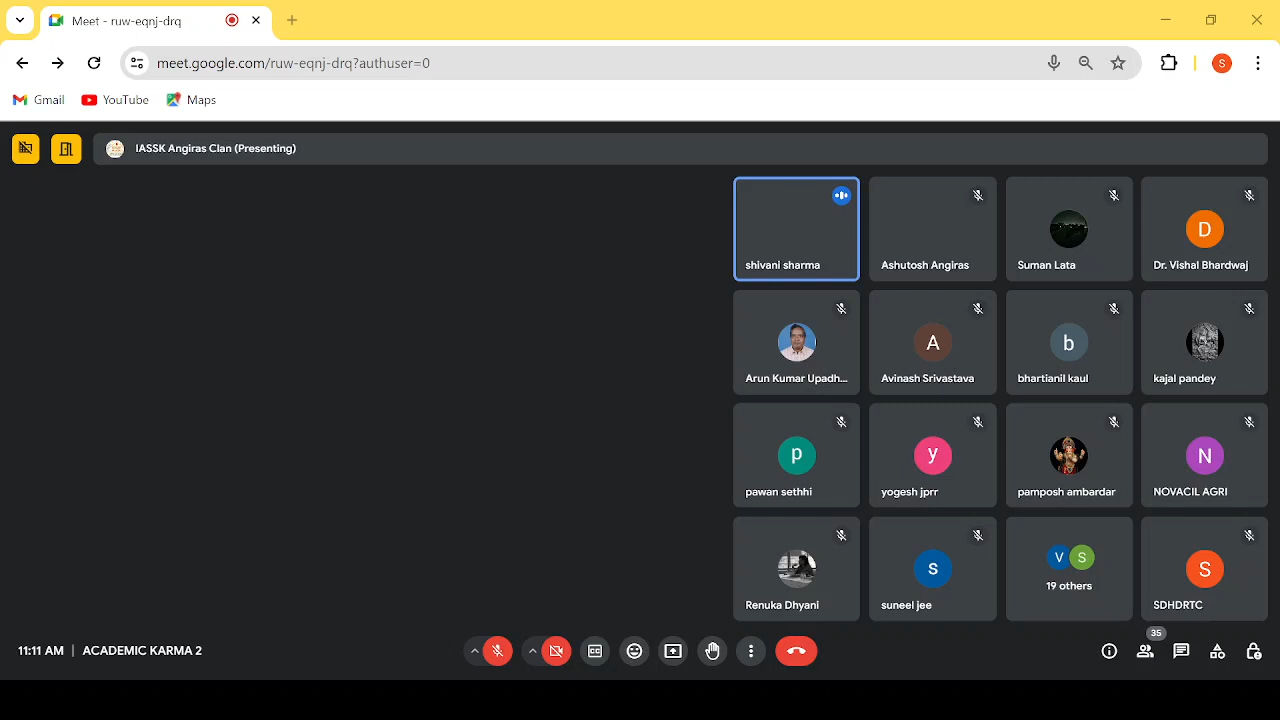 Meet - ruw-eqnj-drq
meet.google.com/ruw-eqnj-drq?authuser=0
S
Gmail
YouTube
Maps
IASSK Angiras Clan (Presenting)
shivani sharma
Ashutosh Angiras
Suman Lata
D
Dr. Vishal Bhardwaj
Arun Kumar Upadh...
A
Avinash Srivastava
b
bhartianil kaul
kajal pandey
p
pawan sethhi
y
yogesh jprr
pamposh ambardar
N
NOVACIL AGRI
Renuka Dhyani
s
suneel jee
V S
19 others
S
SDHDRTC
11:11 AM | ACADEMIC KARMA 2
CC
35